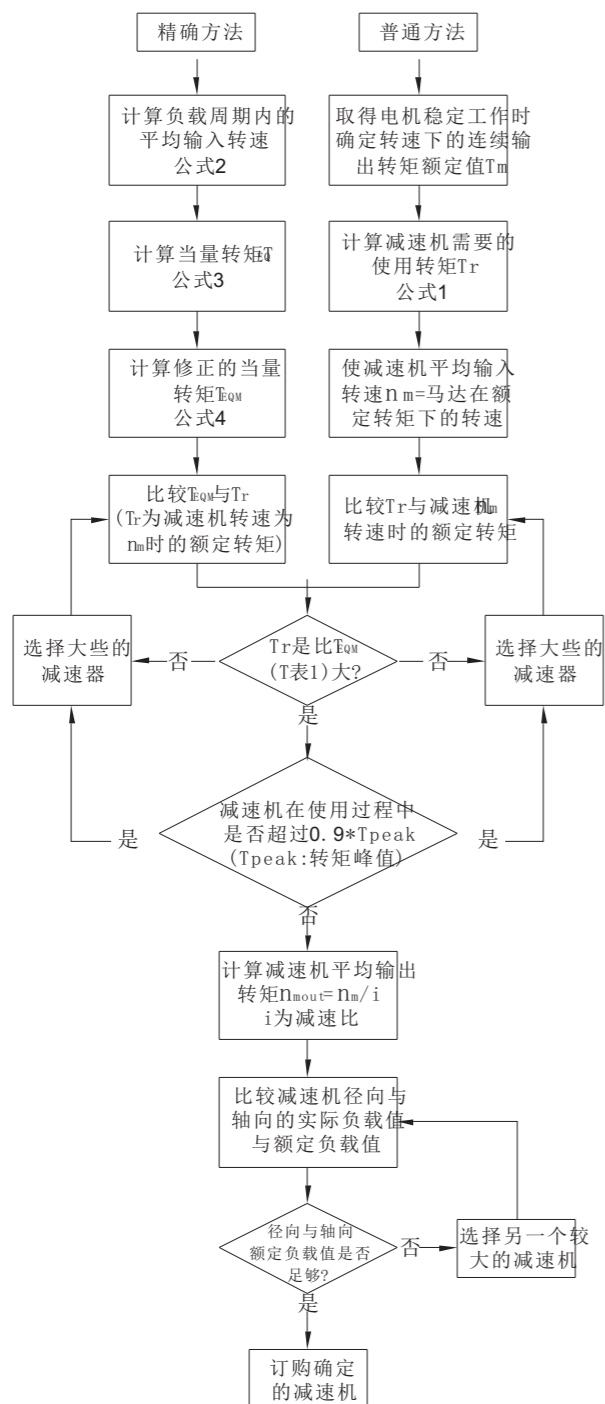 精确方法
普通方法
计算负载周期内的
平均输入转速
公式2
取得电机稳定工作时
确定转速下的连续输
出转矩额定值Tm
计算当量转矩TEQ
公式3
计算减速机需要的
使用转矩Tr
公式1
计算修正的当量
转矩TEQM
公式4
使减速机平均输入
转速nm=马达在额
定转矩下的转速
比较TEQM与Tr
(Tr为减速机转速为
nm时的额定转矩)
比较Tr与减速机nm
转速时的额定转矩
选择大些的
减速器
否
Tr是比TEQM
(T表1)大?
否
选择大些的
减速器
是
是
减速机在使用过程中
是否超过0.9*Tpeak
(Tpeak:转矩峰值)
是
否
计算减速机平均输出
转矩nmout=nm/i
i为减速比
比较减速机径向与
轴向的实际负载值
与额定负载值
径向与轴向
额定负载值是否
足够?
否
选择另一个较
大的减速机
是
订购确定
的减速机